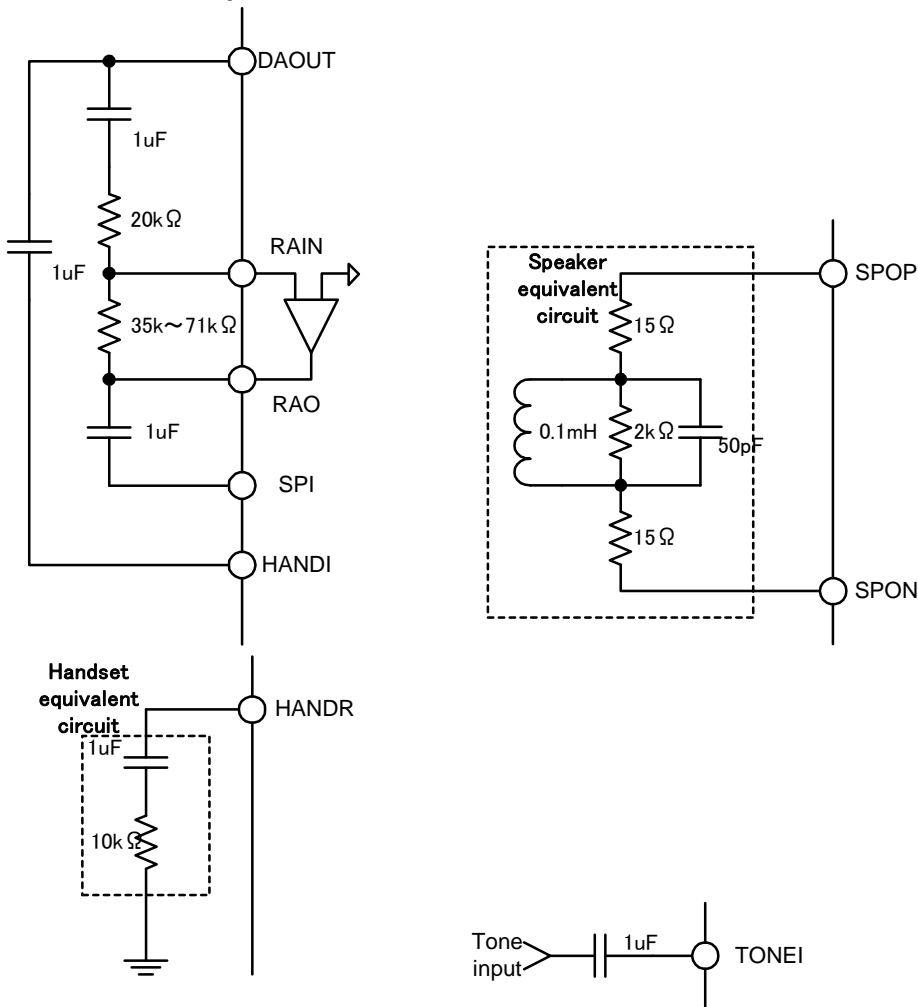 DAOUT
1uF
20kΩ
RAIN
1uF
35k～71kΩ
RAO
1uF
SPI
HANDI
Speaker
equivalent
circuit
SPOP
15Ω
0.1mH
2kΩ
50pF
15Ω
SPON
Handset
equivalent
circuit
1uF
HANDR
10kΩ
Tone
input
1uF
TONEI